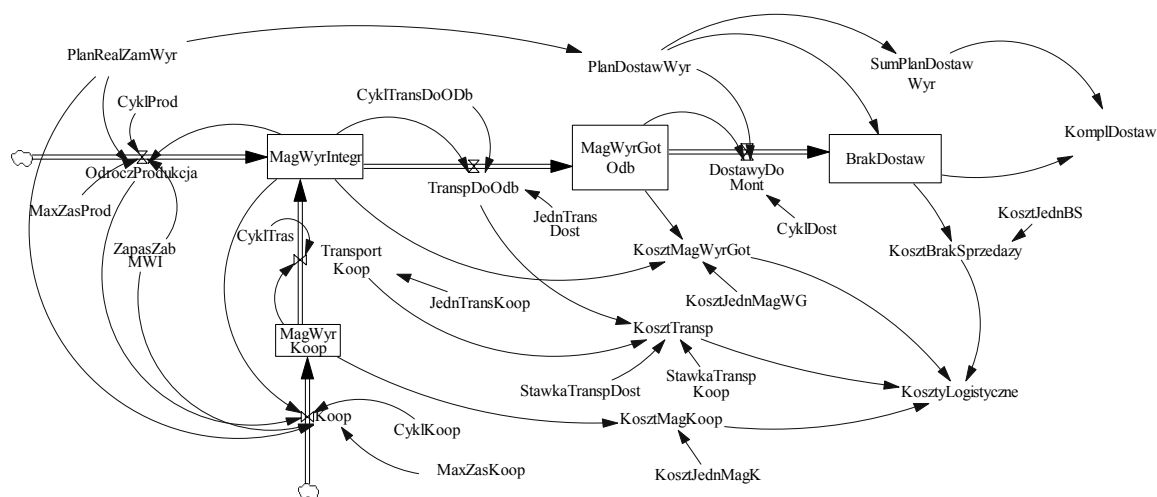 PlanRealZamWyr
PlanDostawWyr
SumPlanDostaw
Wyr
CyklProd
CyklTransDoODb
KomplDostaw
MagWyrIntegr
MagWyrGot
Odb
BrakDostaw
OdroczProdukcja
TranspDoOdb
DostawyDo
Mont
MaxZasProd
JednTrans
Dost
CyklDost
KosztJednBS
ZapasZab
MWI
CyklTras
Transport
Koop
KosztMagWyrGot
KosztBrakSprzedazy
JednTransKoop
KosztJednMagWG
MagWyr
Koop
KosztTransp
StawkaTranspDost
StawkaTransp
Koop
KosztyLogistyczne
Koop
CyklKoop
KosztMagKoop
MaxZasKoop
KosztJednMagK